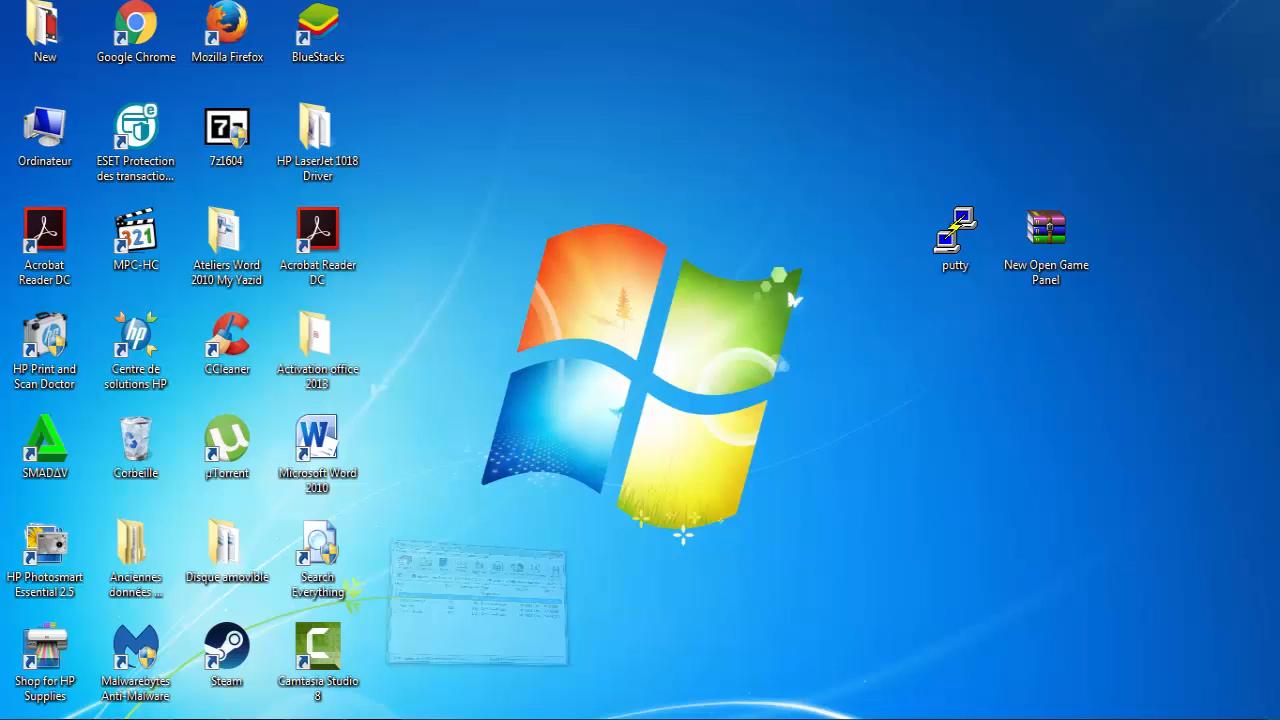 New
Google Chrome
Mozilla Firefox
BlueStacks
Ordinateur
ESET Protection
des transactio...
7z1604
HP LaserJet 1018
Driver
Acrobat
Reader DC
MPC-HC
Ateliers Word
2010 My Yazid
Acrobat Reader
DC
putty
New Open Game
Panel
HP Print and
Scan Doctor
Centre de
solutions HP
CCleaner
Activation office
2013
SMADΔV
Corbeille
µTorrent
Microsoft Word
2010
HP Photosmart
Essential 2.5
Anciennes
données ...
Disque amovible
Search
Everything
Shop for HP
Supplies
Malwarebytes
Anti-Malware
Steam
Camtasia Studio
8